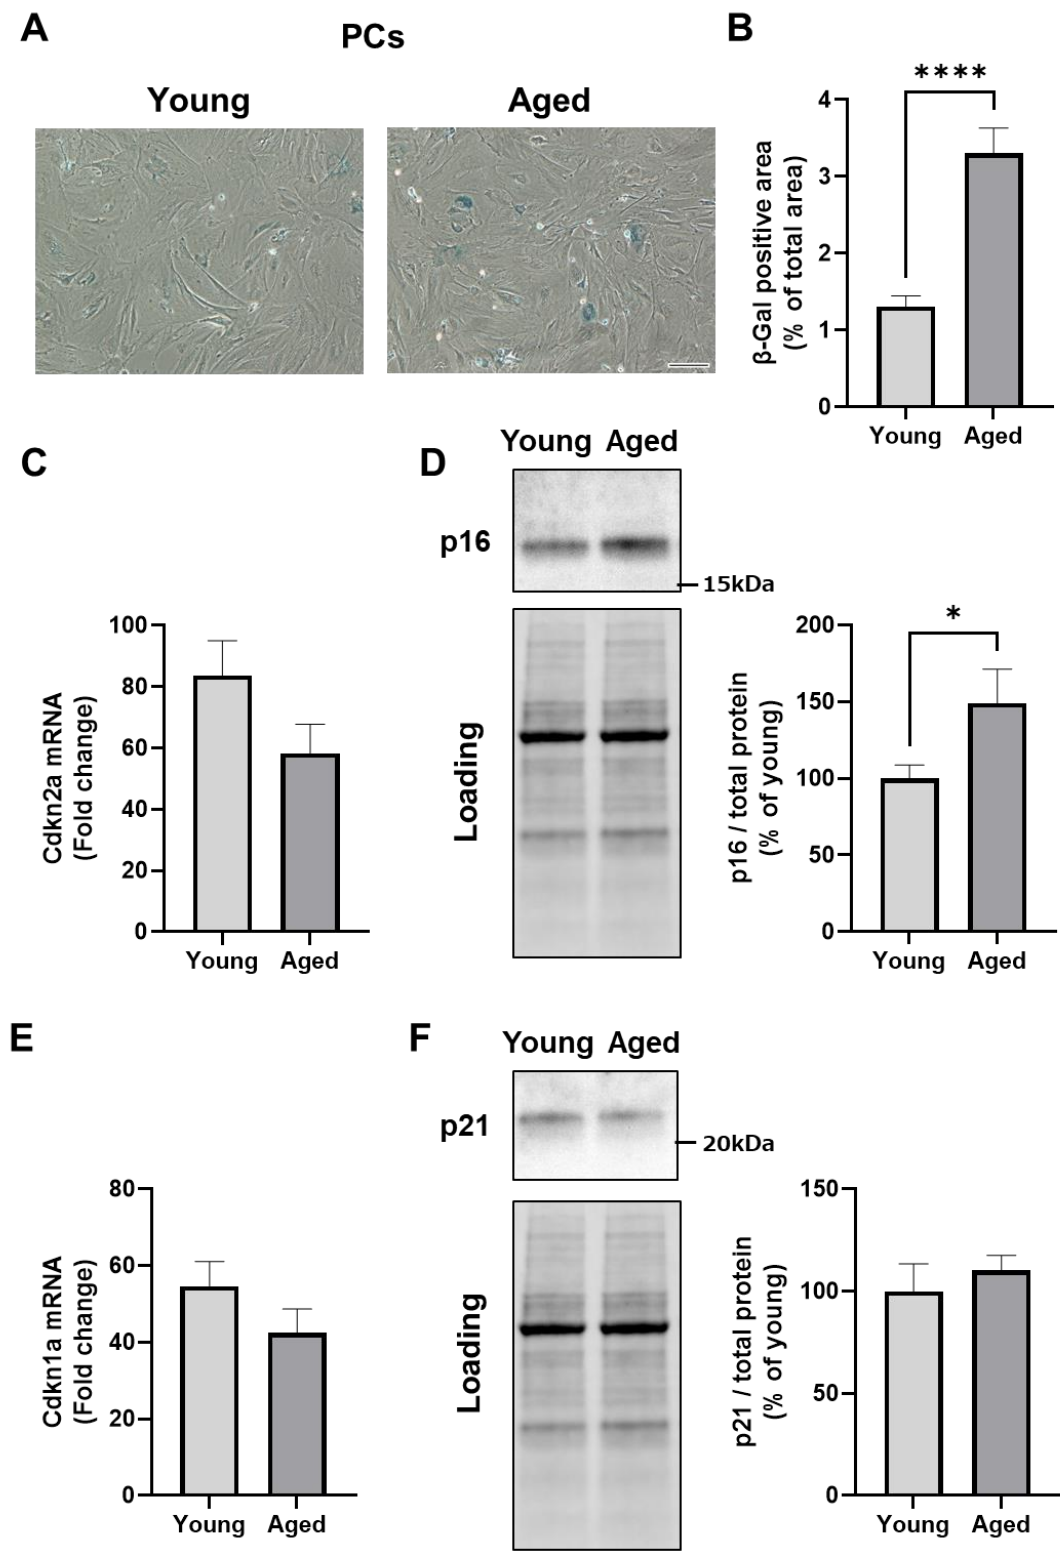 A
PCs
B
Young
Aged
****
4
3
2
1
0
β-Gal positive area
(% of total area)
Young
Aged
C
D
Young Aged
p16
15kDa
Loading
100
80
60
40
20
0
Cdkn2a mRNA
(Fold change)
Young
Aged
*
200
150
100
50
0
p16 / total protein
(% of young)
Young
Aged
E
F
Young Aged
p21
20kDa
Loading
80
60
40
20
0
Cdkn1a mRNA
(Fold change)
Young
Aged
150
100
50
0
p21 / total protein
(% of young)
Young
Aged